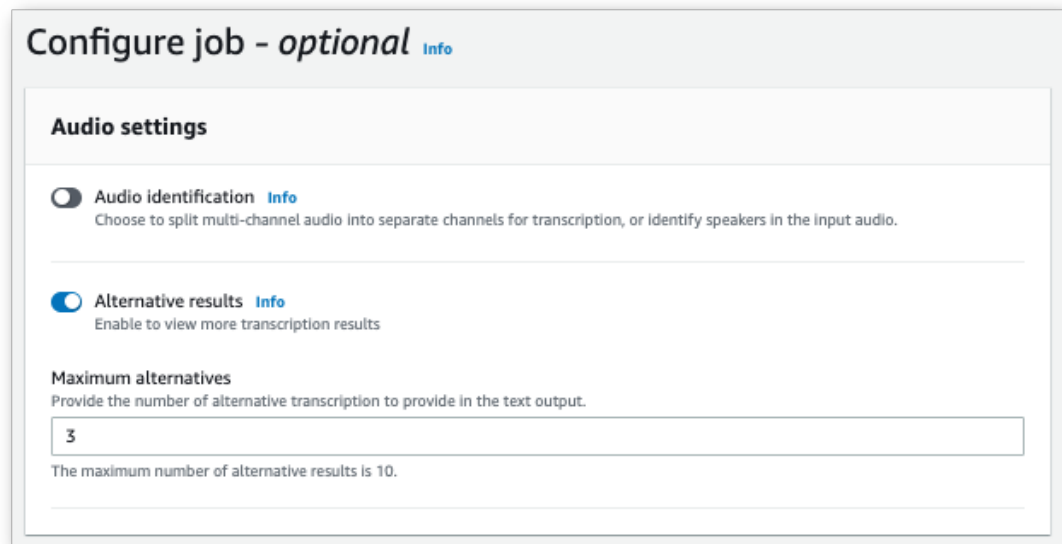 Configure job - optional Info
Audio settings
Audio identification Info
Choose to split multi-channel audio into separate channels for transcription, or identify speakers in the input audio.
Alternative results Info
Enable to view more transcription results
Maximum alternatives
Provide the number of alternative transcription to provide in the text output.
3
The maximum number of alternative results is 10.